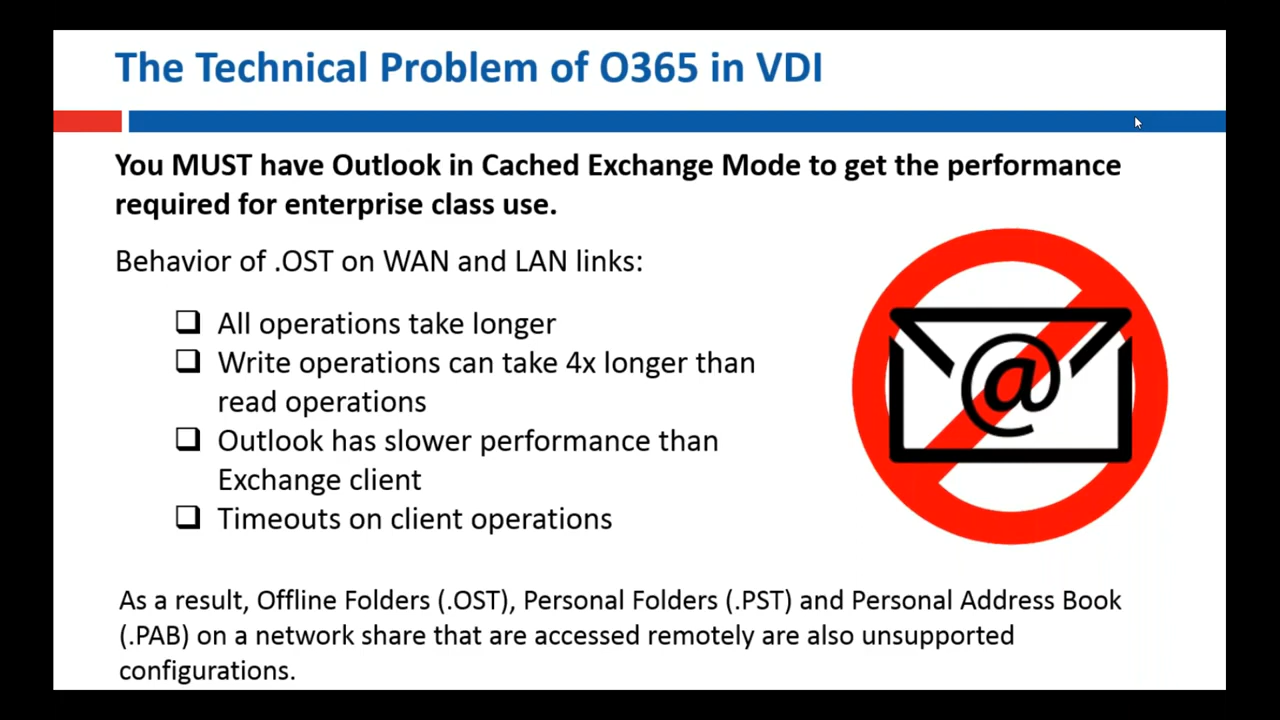 The Technical Problem of O365 in VDI
You MUST have Outlook in Cached Exchange Mode to get the performance
required for enterprise class use.
Behavior of .OST on WAN and LAN links:
All operations take longer
Write operations can take 4x longer than
read operations
Outlook has slower performance than
Exchange client
Timeouts on client operations
@
As a result, Offline Folders (.OST), Personal Folders (.PST) and Personal Address Book
(.PAB) on a network share that are accessed remotely are also unsupported
configurations.